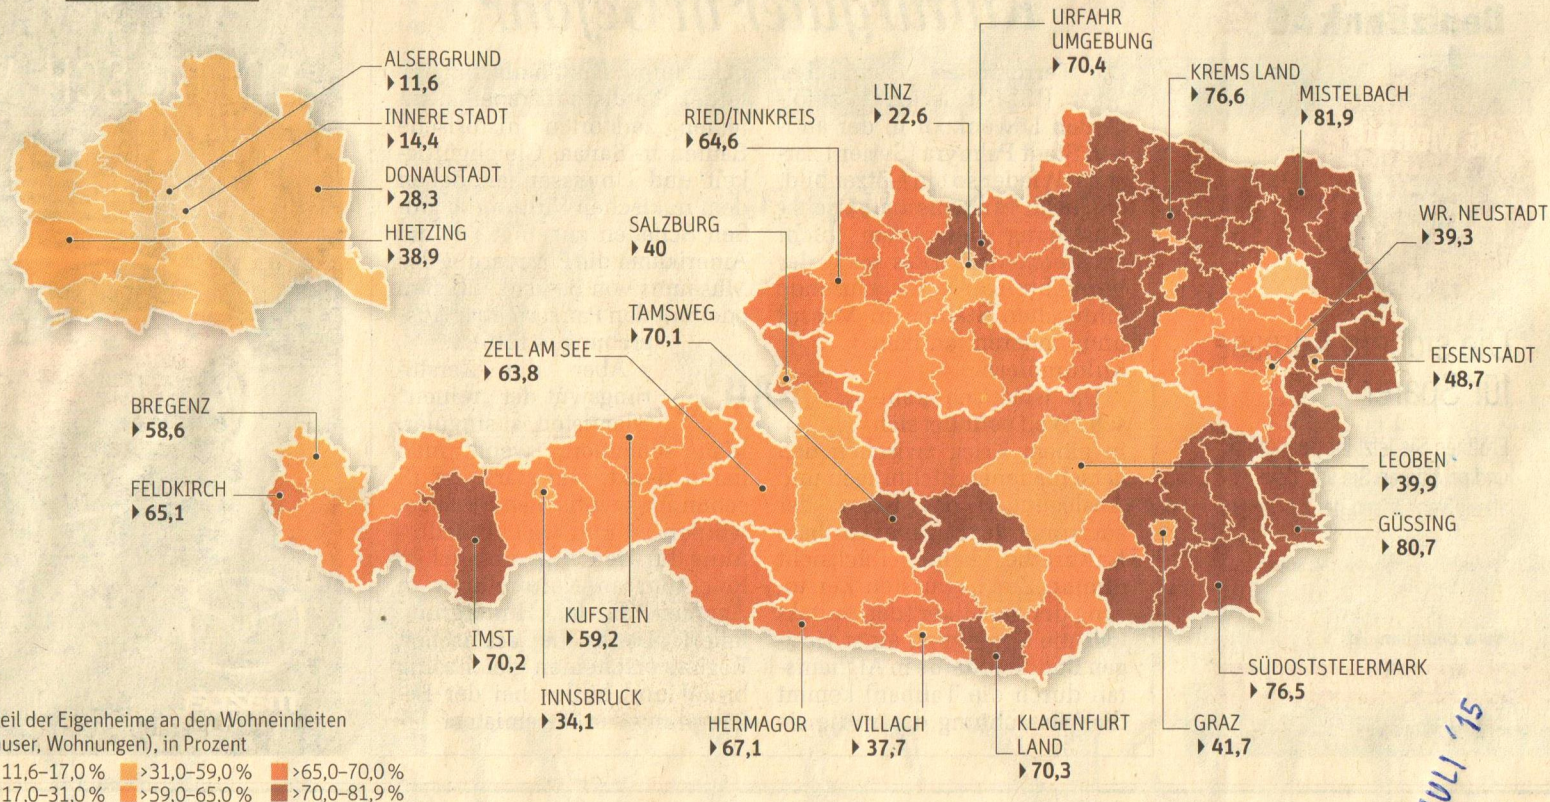 ALSERGRUND
11,6
INNERE STADT
14,4
DONAUSTADT
28,3
HIETZING
38,9
URFAHR
UMGEBUNG
70,4
LINZ
22,6
KREMS LAND
76,6
MISTELBACH
81,9
RIED/INNKREIS
64,6
SALZBURG
40
WR. NEUSTADT
39,3
TAMSWEG
70,1
ZELL AM SEE
63,8
EISENSTADT
48,7
BREGENZ
58,6
FELDKIRCH
65,1
LEOBEN
39,9
GÜSSING
80,7
IMST
70,2
KUFSTEIN
59,2
INNSBRUCK
34,1
HERMAGOR
67,1
VILLACH
37,7
KLAGENFURT
LAND
70,3
GRAZ
41,7
SÜDOSTSTEIERMARK
76,5
eil der Eigenheime an den Wohneinheiten
user, Wohnungen), in Prozent
11,6–17,0 % >31,0–59,0 % >65,0–70,0 %
17,0–31,0 % >59,0–65,0 % >70,0–81,9 %
JULI '15